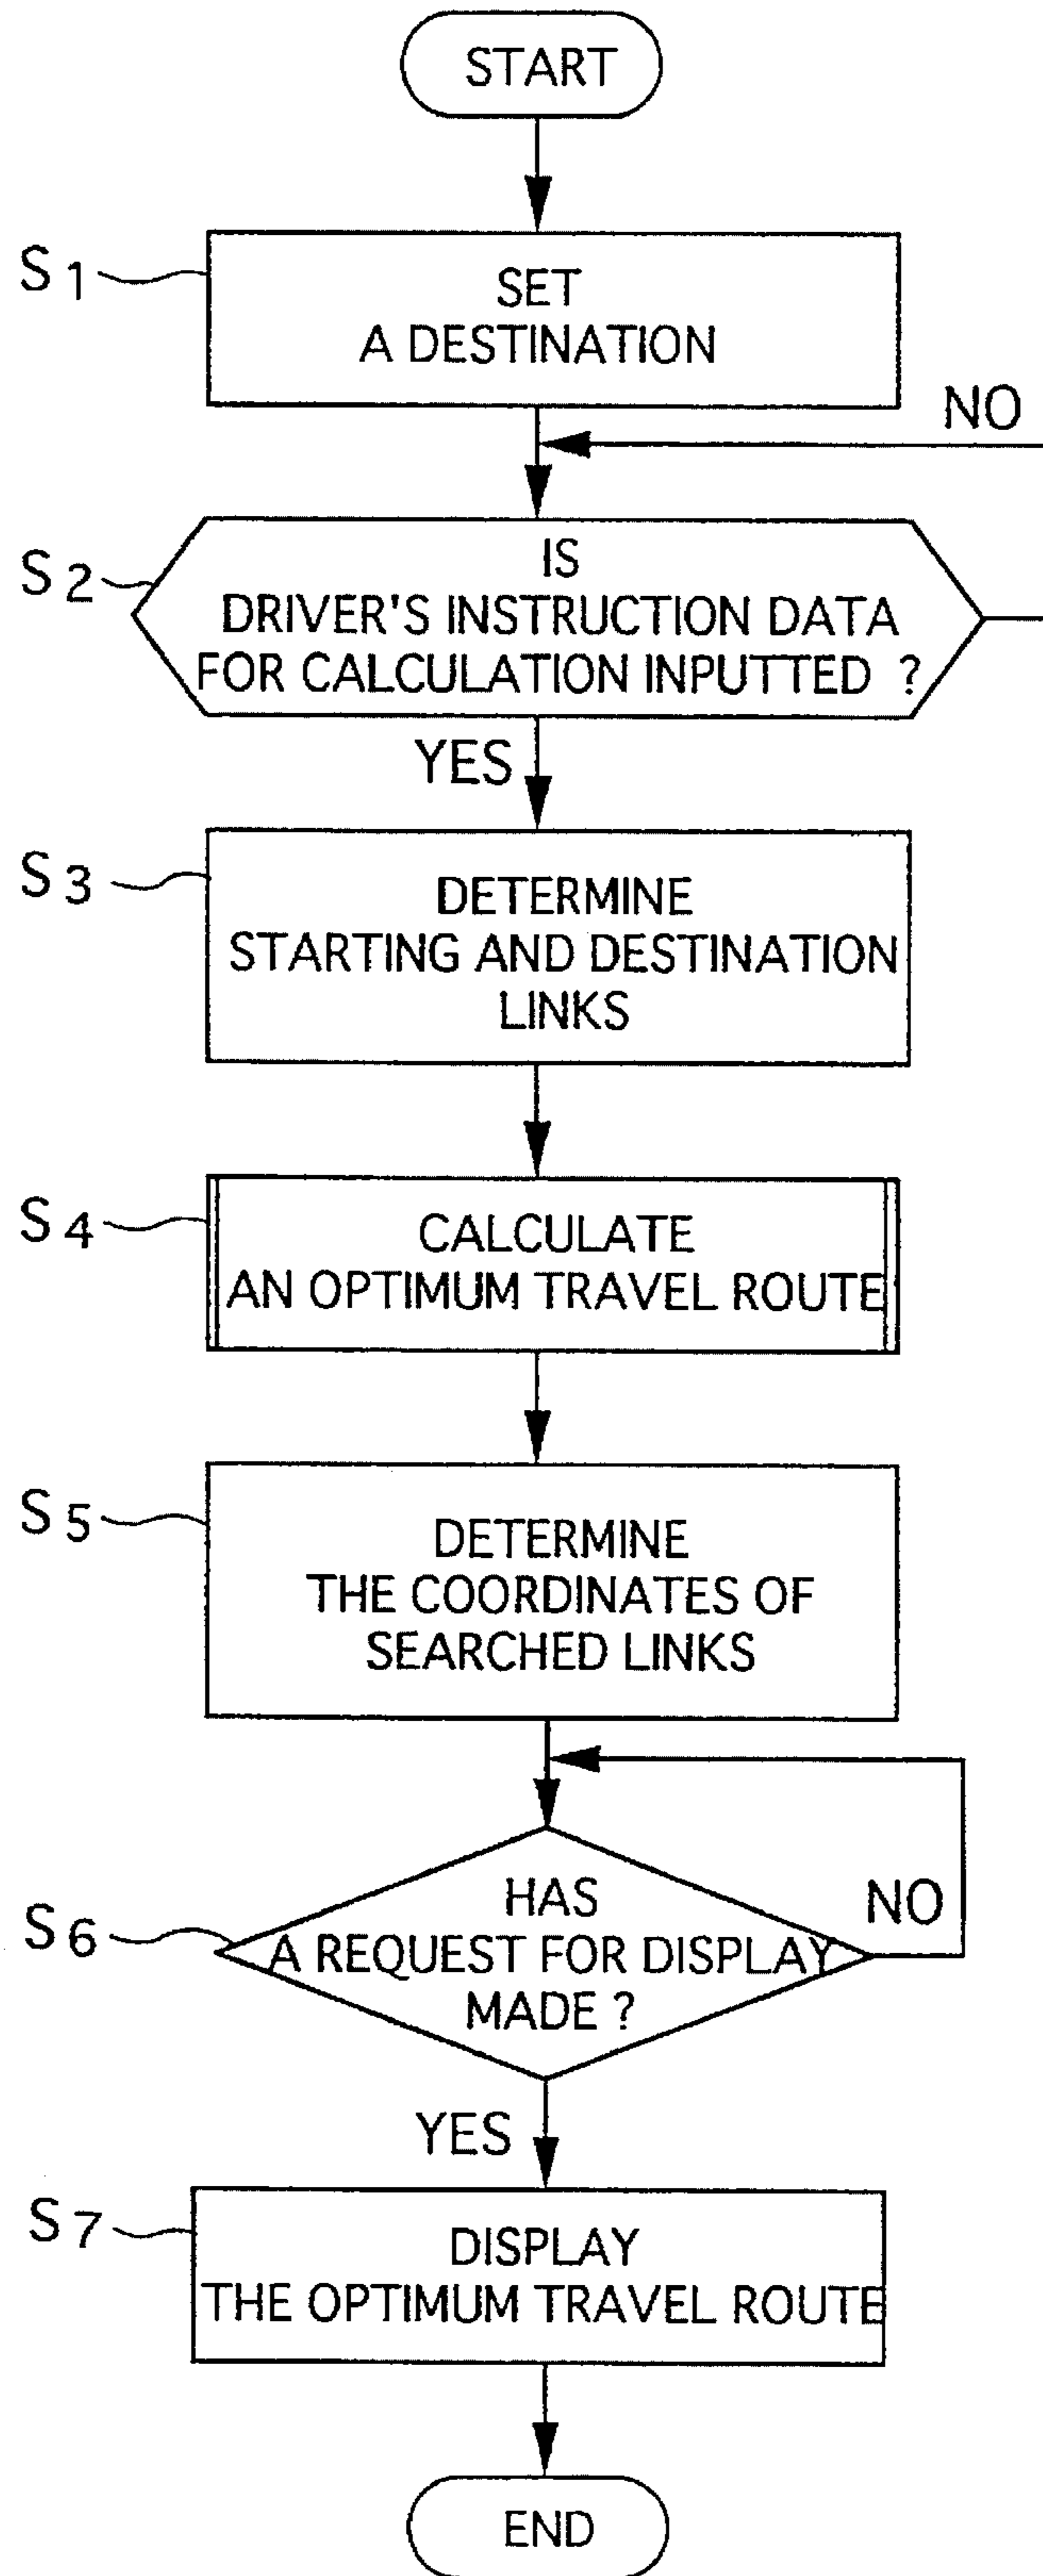 START
S1
SET
A DESTINATION
NO
S2
IS
DRIVER'S INSTRUCTION DATA
FOR CALCULATION INPUTTED ?
YES
S3
DETERMINE
STARTING AND DESTINATION
LINKS
S4
CALCULATE
AN OPTIMUM TRAVEL ROUTE
S5
DETERMINE
THE COORDINATES OF
SEARCHED LINKS
S6
HAS
A REQUEST FOR DISPLAY
MADE ?
NO
YES
S7
DISPLAY
THE OPTIMUM TRAVEL ROUTE
END